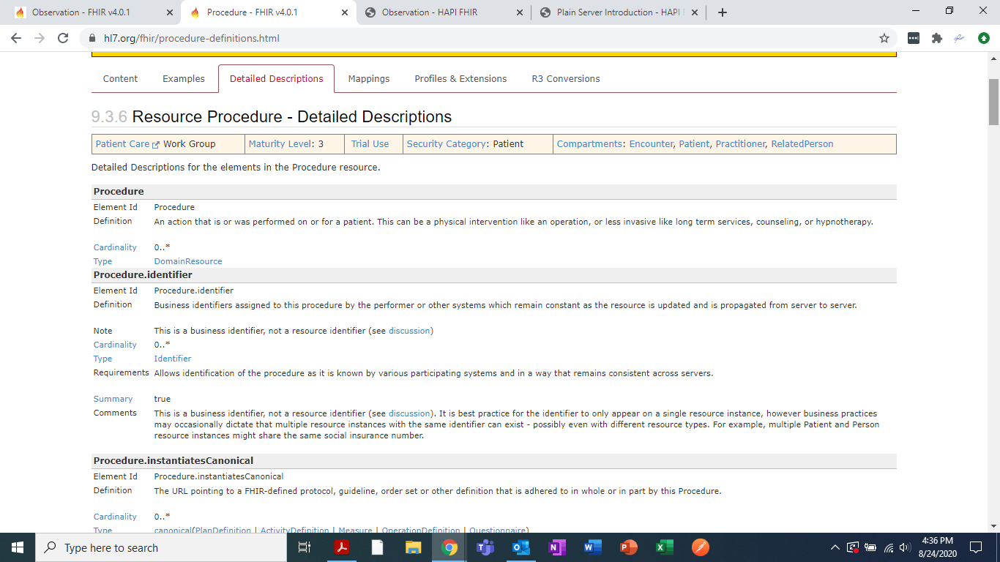 Observation - FHIR v4.0.1
Procedure - FHIR v4.0.1
Observation - HAPI FHIR
Plain Server Introduction - HAPI F
hl7.org/fhir/procedure-definitions.html
Content Examples Detailed Descriptions Mappings Profiles & Extensions R3 Conversions
9.3.6 Resource Procedure - Detailed Descriptions
Patient Care Work Group Maturity Level: 3 Trial Use Security Category: Patient Compartments: Encounter, Patient, Practitioner, RelatedPerson
Detailed Descriptions for the elements in the Procedure resource.
Procedure
Element Id Procedure
Definition An action that is or was performed on or for a patient. This can be a physical intervention like an operation, or less invasive like long term services, counseling, or hypnotherapy.
Cardinality 0..*
Type DomainResource
Procedure.identifier
Element Id Procedure.identifier
Definition Business identifiers assigned to this procedure by the performer or other systems which remain constant as the resource is updated and is propagated from server to server.
Note This is a business identifier, not a resource identifier (see discussion)
Cardinality 0..*
Type Identifier
Requirements Allows identification of the procedure as it is known by various participating systems and in a way that remains consistent across servers.
Summary true
Comments This is a business identifier, not a resource identifier (see discussion). It is best practice for the identifier to only appear on a single resource instance, however business practices
may occasionally dictate that multiple resource instances with the same identifier can exist - possibly even with different resource types. For example, multiple Patient and Person
resource instances might share the same social insurance number.
Procedure.instantiatesCanonical
Element Id Procedure.instantiatesCanonical
Definition The URL pointing to a FHIR-defined protocol, guideline, order set or other definition that is adhered to in whole or in part by this Procedure.
Cardinality 0..*
Type canonical(PlanDefinition | ActivityDefinition | Measure | OperationDefinition | Questionnaire)
Type here to search
4:36 PM
8/24/2020